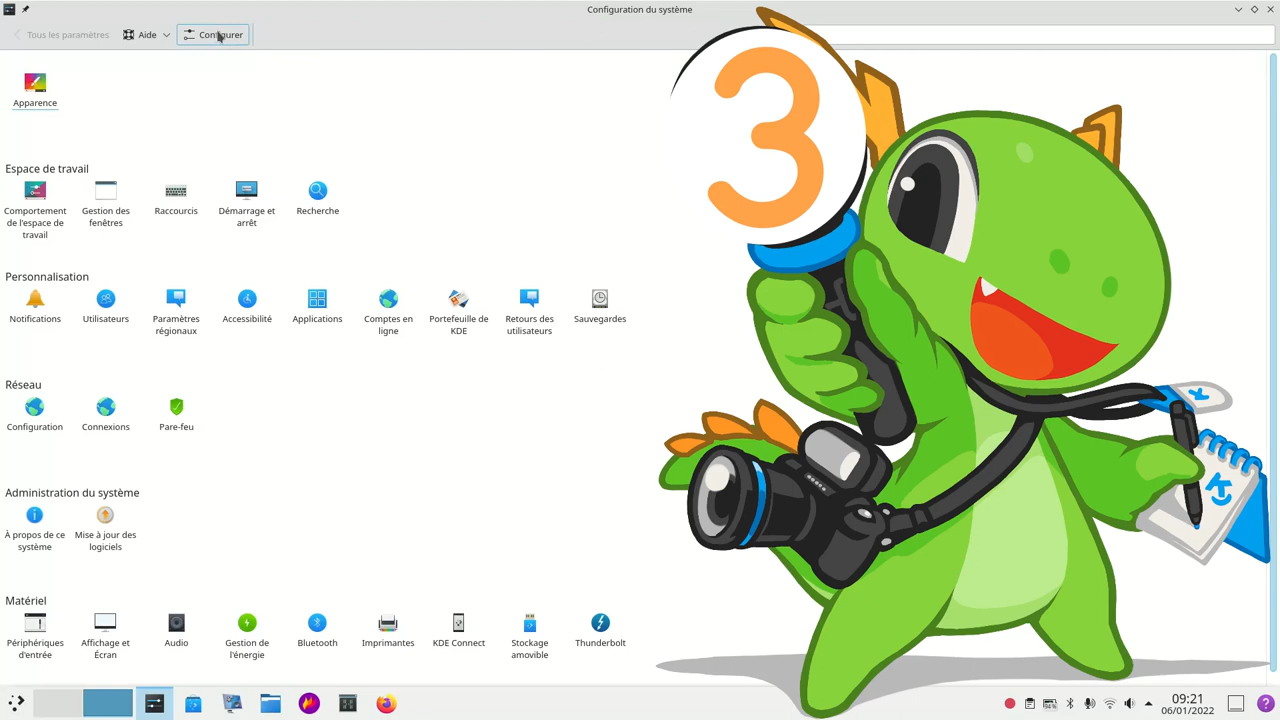 Configuration du système
Tous les paramètres
Aide
Configurer
3
Apparence
Espace de travail
Comportement
de l'espace de
travail
Gestion des
fenêtres
Raccourcis
Démarrage et
arrêt
Recherche
Personnalisation
Notifications
Utilisateurs
Paramètres
régionaux
Accessibilité
Applications
Comptes en
ligne
Portefeuille de
KDE
Retours des
utilisateurs
Sauvegardes
Réseau
Configuration
Connexions
Pare-feu
Administration du système
À propos de ce
système
Mise à jour des
logiciels
Matériel
Périphériques
d'entrée
Affichage et
Écran
Audio
Gestion de
l'énergie
Bluetooth
Imprimantes
KDE Connect
Stockage
amovible
Thunderbolt
09:21
06/01/2022